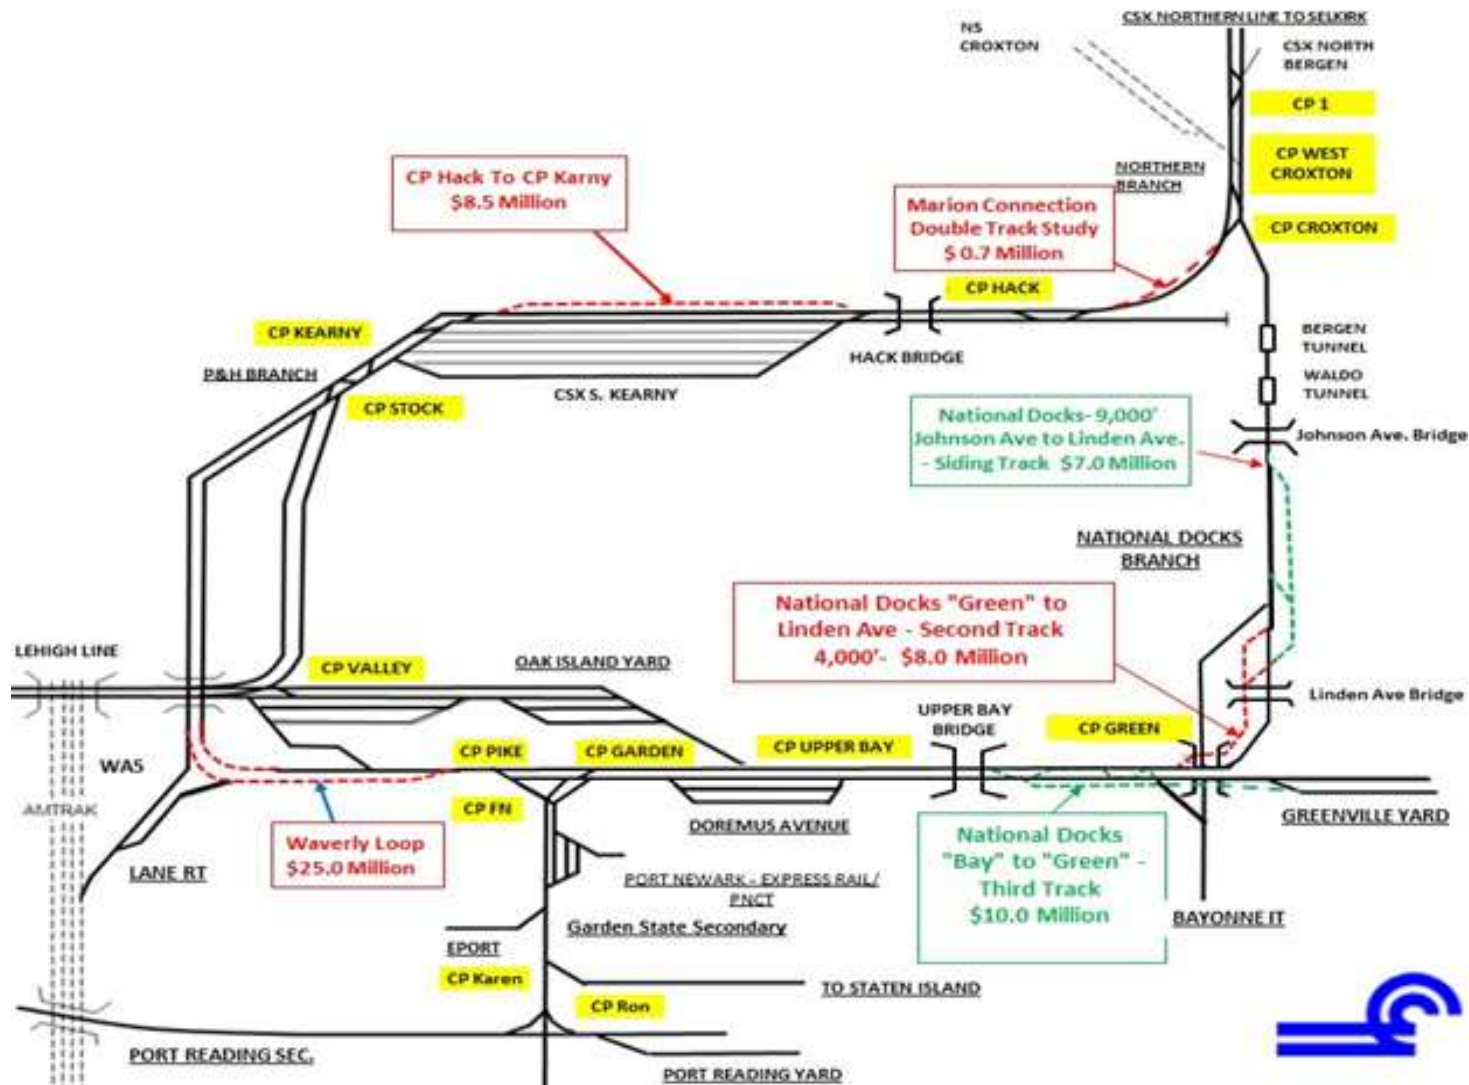 CSX NORTHERN LINE TO SELKIRK
NS
CROXTON
CSX NORTH
BERGEN
CP 1
CP WEST
CROXTON
NORTHERN
BRANCH
CP CROXTON
CP Hack To CP Karny
$8.5 Million
Marion Connection
Double Track Study
$ 0.7 Million
CP HACK
CP KEARNY
HACK BRIDGE
BERGEN
TUNNEL
P&H BRANCH
CSX S. KEARNY
WALDO
TUNNEL
CP STOCK
National Docks- 9,000'
Johnson Ave to Linden Ave.
- Siding Track $7.0 Million
Johnson Ave. Bridge
NATIONAL DOCKS
BRANCH
National Docks "Green" to
Linden Ave - Second Track
4,000'- $8.0 Million
LEHIGH LINE
CP VALLEY
OAK ISLAND YARD
Linden Ave Bridge
UPPER BAY
BRIDGE
CP GREEN
CP PIKE
CP GARDEN
CP UPPER BAY
WA5
AMTRAK
CP FN
DOREMUS AVENUE
GREENVILLE YARD
Waverly Loop
$25.0 Million
LANE RT
National Docks
"Bay" to "Green" -
Third Track
$10.0 Million
PORT NEWARK - EXPRESS RAIL/
PNCT
BAYONNE IT
Garden State Secondary
EPORT
CP Karen
TO STATEN ISLAND
CP Ron
PORT READING SEC.
PORT READING YARD